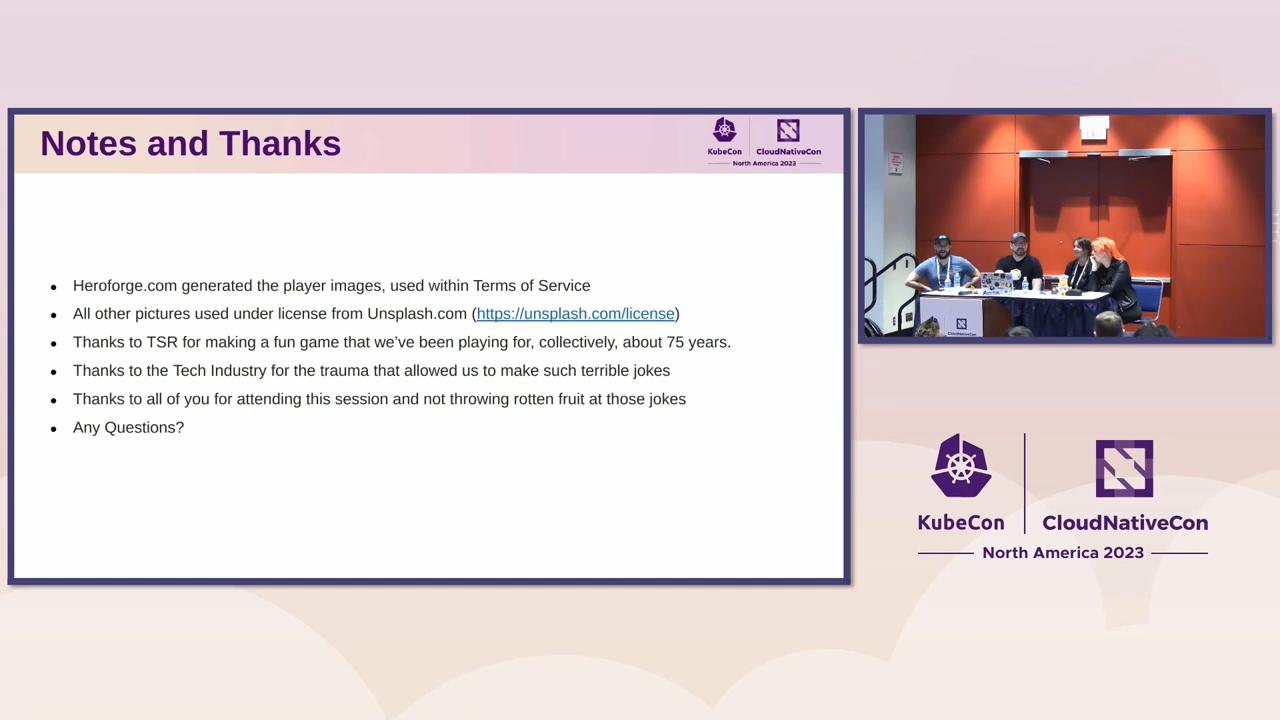 Notes and Thanks
KubeCon
CloudNativeCon
North America 2023
Heroforge.com generated the player images, used within Terms of Service
All other pictures used under license from Unsplash.com (https://unsplash.com/license)
Thanks to TSR for making a fun game that we’ve been playing for, collectively, about 75 years.
Thanks to the Tech Industry for the trauma that allowed us to make such terrible jokes
Thanks to all of you for attending this session and not throwing rotten fruit at those jokes
Any Questions?
CloudNativeCon
KubeCon
CloudNativeCon
North America 2023